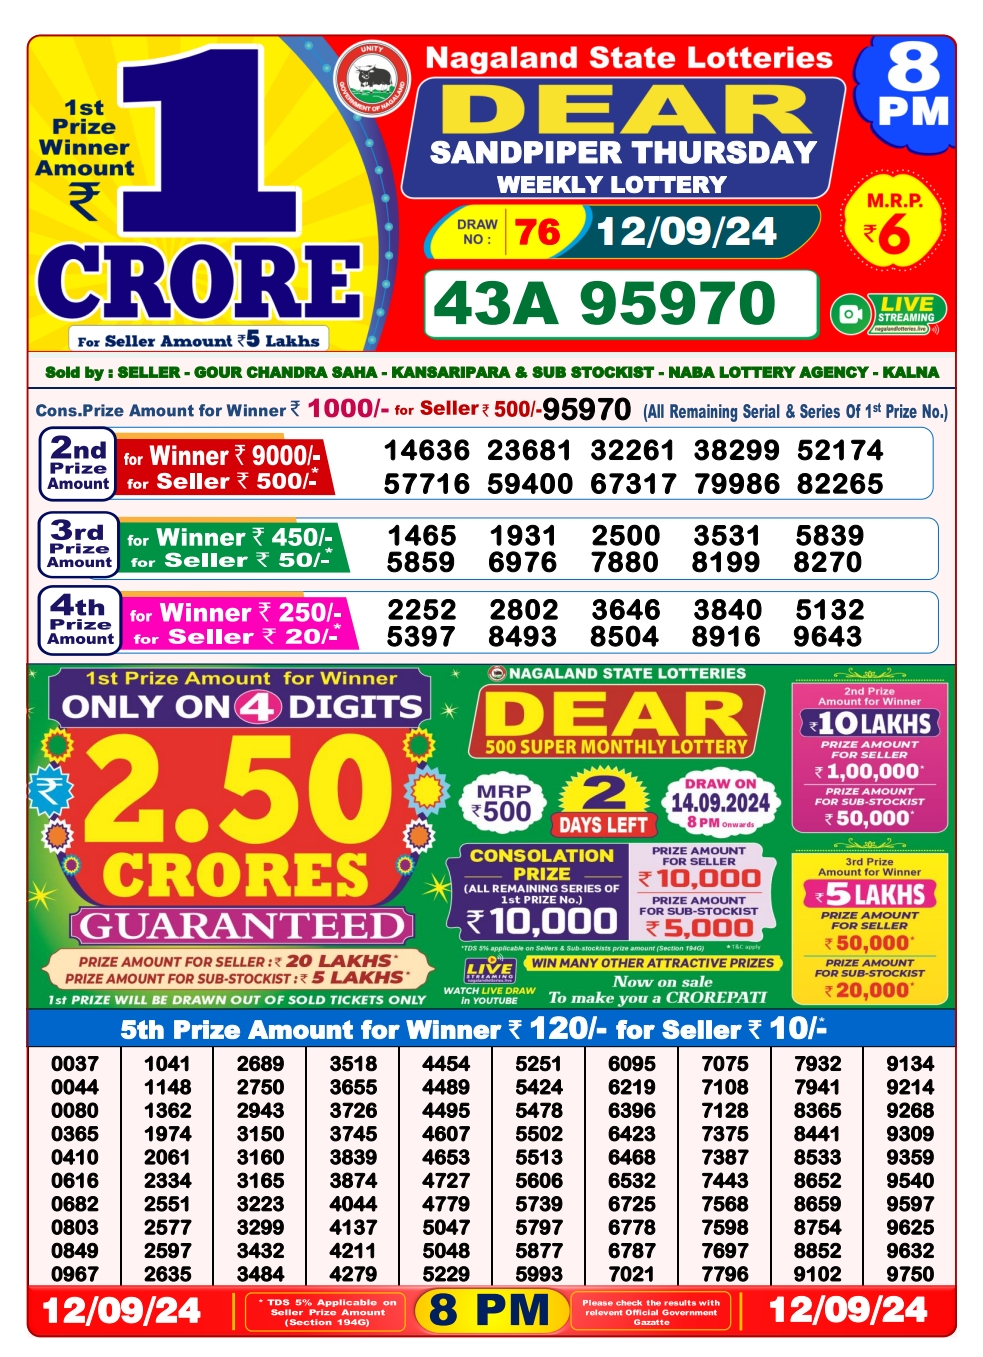 1st
Prize
Winner
Amount
₹
1
CRORE
For Seller Amount ₹5 Lakhs
UNITY
GOVERNMENT OF NAGALAND
Nagaland State Lotteries
DEAR
SANDPIPER THURSDAY
WEEKLY LOTTERY
8
PM
DRAW
NO :
76
12/09/24
M.R.P.
₹6
43A 95970
LIVE
STREAMING
nagalandlotteries.live
Sold by : SELLER - GOUR CHANDRA SAHA - KANSARIPARA & SUB STOCKIST - NABA LOTTERY AGENCY - KALNA
Cons.Prize Amount for Winner ₹ 1000/- for Seller ₹ 500/- 95970 (All Remaining Serial & Series Of 1st Prize No.)
2nd
Prize
Amount
for Winner ₹ 9000/-
for Seller ₹ 500/-*
14636 23681 32261 38299 52174
57716 59400 67317 79986 82265
3rd
Prize
Amount
for Winner ₹ 450/-
for Seller ₹ 50/-*
1465 1931 2500 3531 5839
5859 6976 7880 8199 8270
4th
Prize
Amount
for Winner ₹ 250/-
for Seller ₹ 20/-*
2252 2802 3646 3840 5132
5397 8493 8504 8916 9643
1st Prize Amount for Winner
ONLY ON 4 DIGITS
₹
2.50
CRORES
GUARANTEED
PRIZE AMOUNT FOR SELLER :₹ 20 LAKHS*
PRIZE AMOUNT FOR SUB-STOCKIST :₹ 5 LAKHS*
1st PRIZE WILL BE DRAWN OUT OF SOLD TICKETS ONLY
NAGALAND STATE LOTTERIES
DEAR
500 SUPER MONTHLY LOTTERY
MRP
₹500
2
DAYS LEFT
DRAW ON
14.09.2024
8 PM Onwards
CONSOLATION
PRIZE
(ALL REMAINING SERIES OF
1st PRIZE No.)
₹ 10,000
PRIZE AMOUNT
FOR SELLER
₹ 10,000
PRIZE AMOUNT
FOR SUB-STOCKIST
₹ 5,000
*TDS 5% applicable on Sellers & Sub-stockists prize amount (Section 194G)
★T&C apply
LIVE
STREAMING
nagalandlotteries.live
WATCH LIVE DRAW
in YOUTUBE
WIN MANY OTHER ATTRACTIVE PRIZES
Now on sale
To make you a CROREPATI
2nd Prize
Amount for Winner
₹10 LAKHS
PRIZE AMOUNT
FOR SELLER
₹ 1,00,000*
PRIZE AMOUNT
FOR SUB-STOCKIST
₹ 50,000*
3rd Prize
Amount for Winner
₹5 LAKHS
PRIZE AMOUNT
FOR SELLER
₹ 50,000*
PRIZE AMOUNT
FOR SUB-STOCKIST
₹ 20,000*
5th Prize Amount for Winner ₹ 120/- for Seller ₹ 10/-*
0037 1041 2689 3518 4454 5251 6095 7075 7932 9134
0044 1148 2750 3655 4489 5424 6219 7108 7941 9214
0080 1362 2943 3726 4495 5478 6396 7128 8365 9268
0365 1974 3150 3745 4607 5502 6423 7375 8441 9309
0410 2061 3160 3839 4653 5513 6468 7387 8533 9359
0616 2334 3165 3874 4727 5606 6532 7443 8652 9540
0682 2551 3223 4044 4779 5739 6725 7568 8659 9597
0803 2577 3299 4137 5047 5797 6778 7598 8754 9625
0849 2597 3432 4211 5048 5877 6787 7697 8852 9632
0967 2635 3484 4279 5229 5993 7021 7796 9102 9750
12/09/24
* TDS 5% Applicable on
Seller Prize Amount
(Section 194G)
8 PM
Please check the results with
relevent Official Government
Gazatte
12/09/24